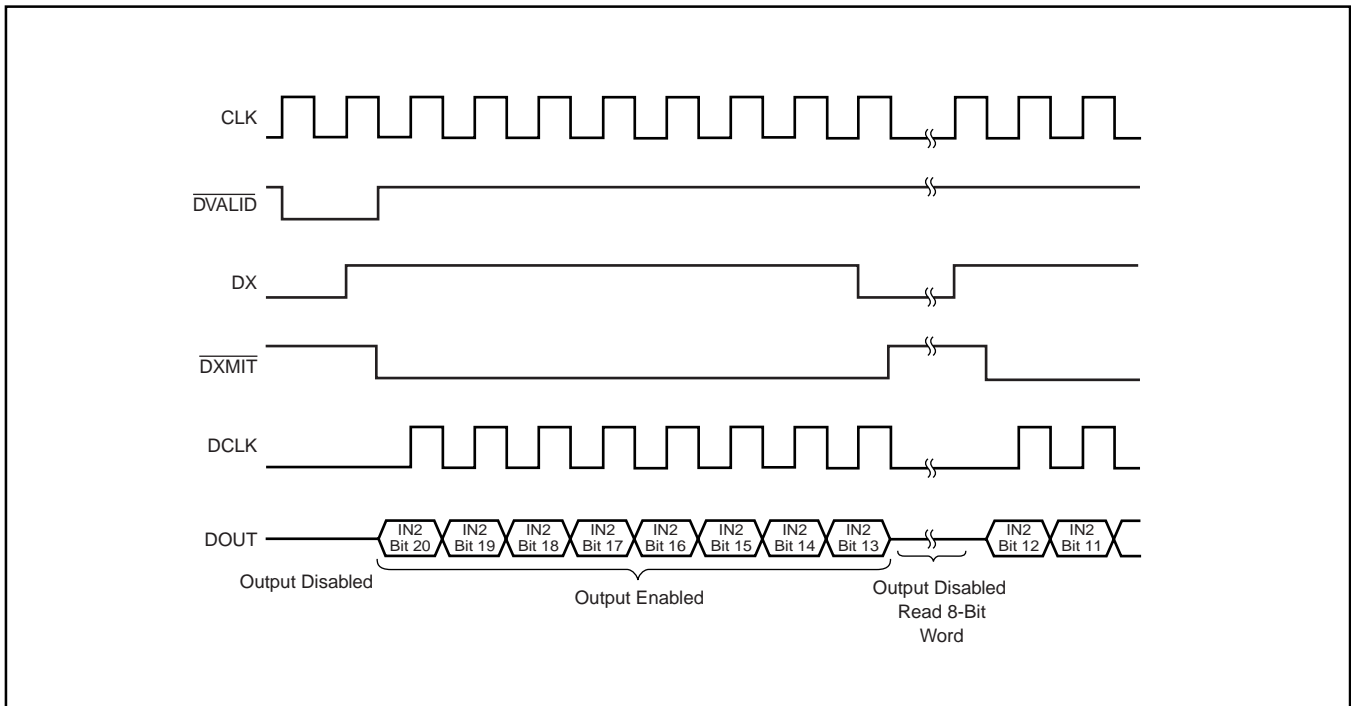 CLK
DVALID
DX
DXMIT
DCLK
DOUT
IN2 IN2 IN2 IN2 IN2 IN2 IN2 IN2 IN2 IN2
Bit 20 Bit 19 Bit 18 Bit 17 Bit 16 Bit 15 Bit 14 Bit 13 Bit 12 Bit 11
Output Disabled
Output Enabled
Output Disabled
Read 8-Bit
Word